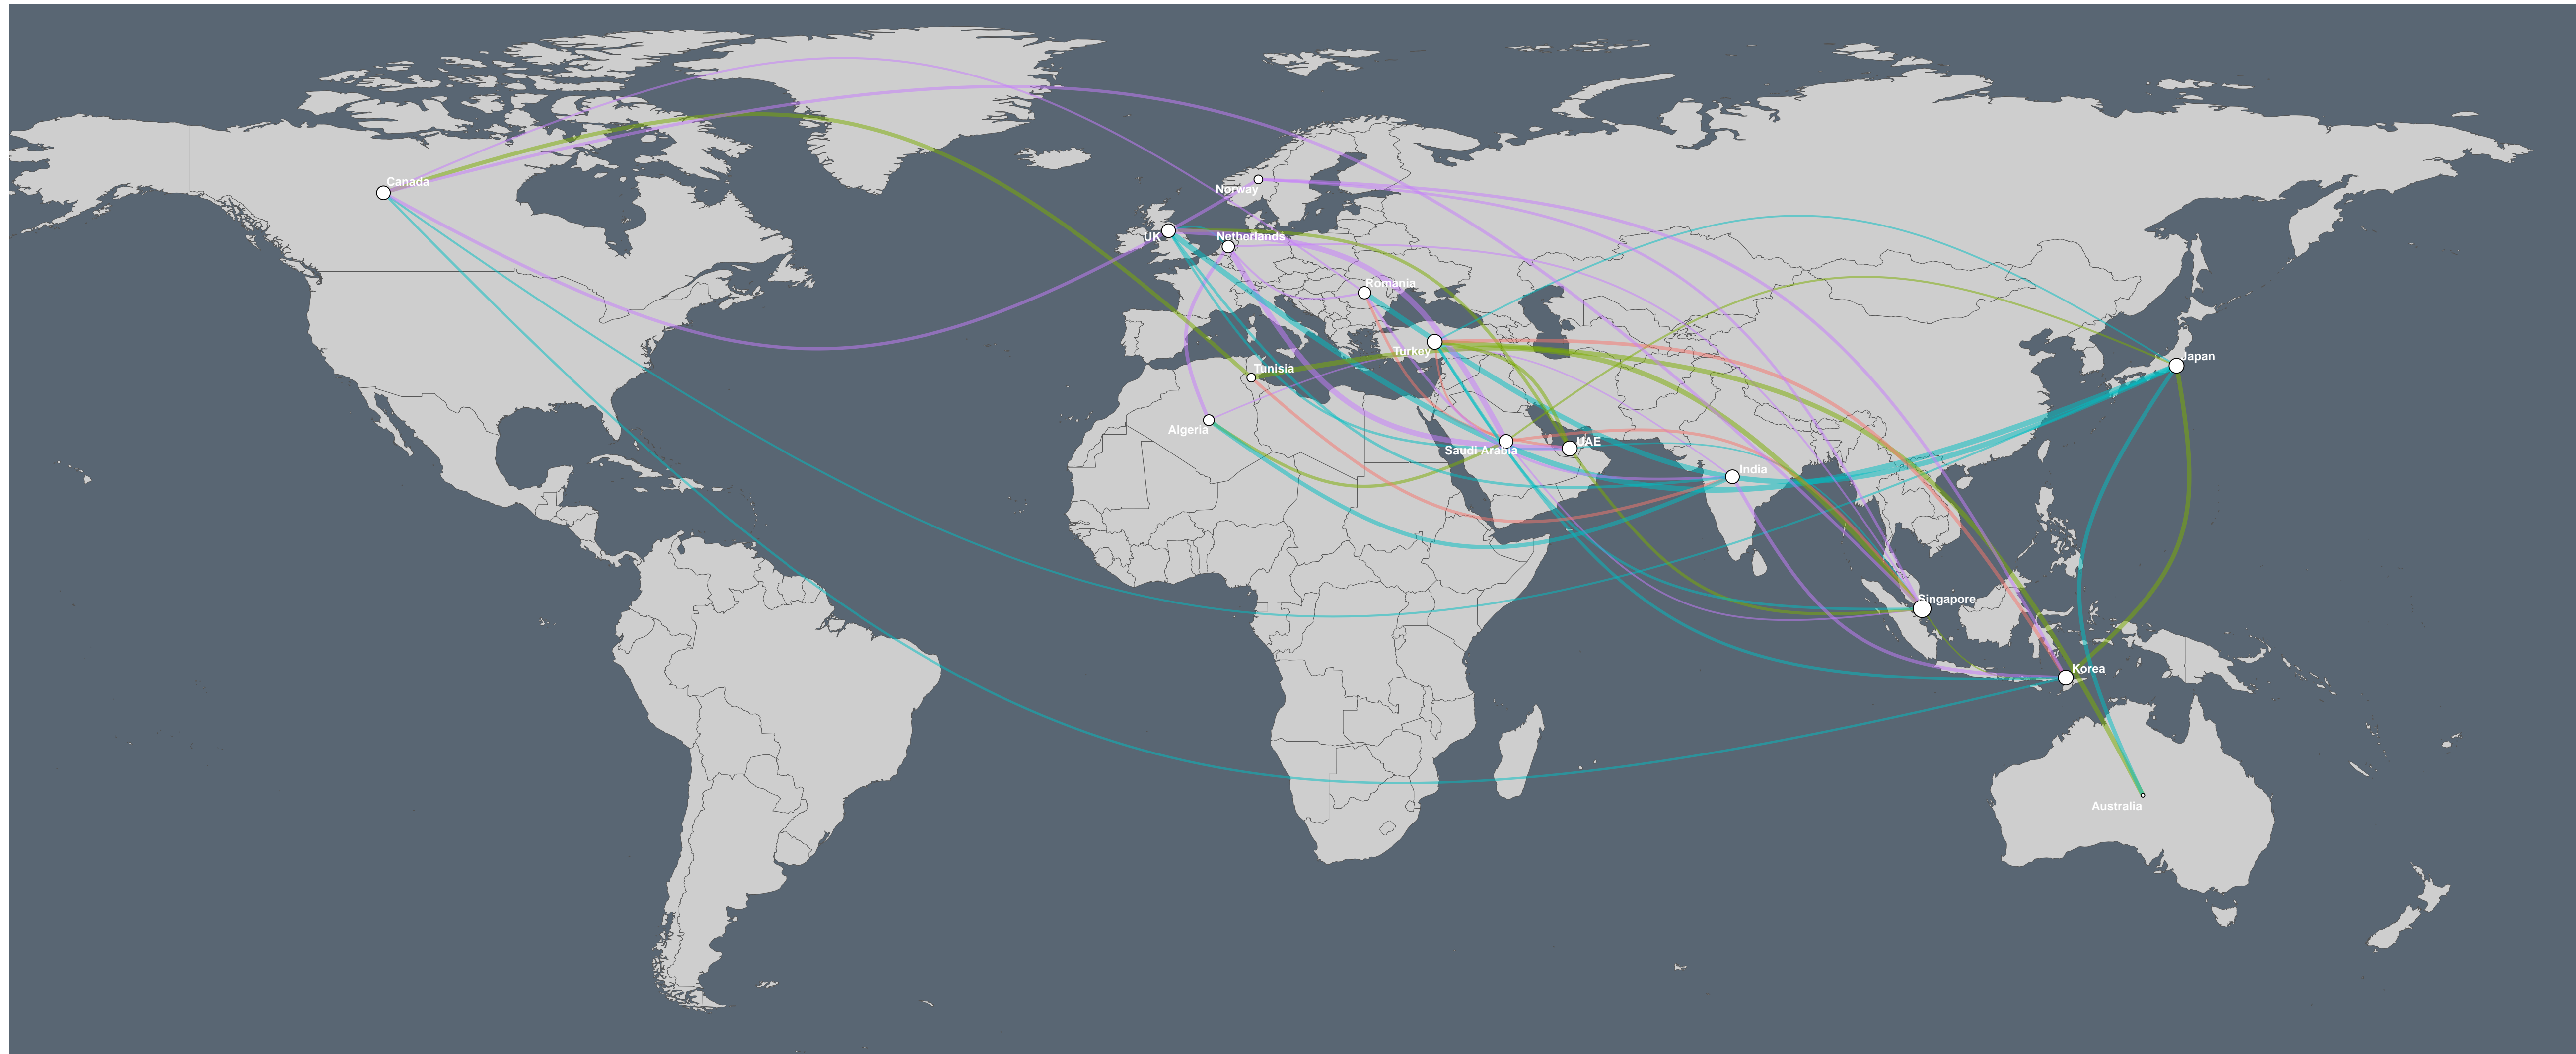 Canada
Norway
UK
Netherlands
Romania
Turkey
Japan
Tunisia
Algeria
Saudi Arabia
UAE
India
Singapore
Korea
Australia